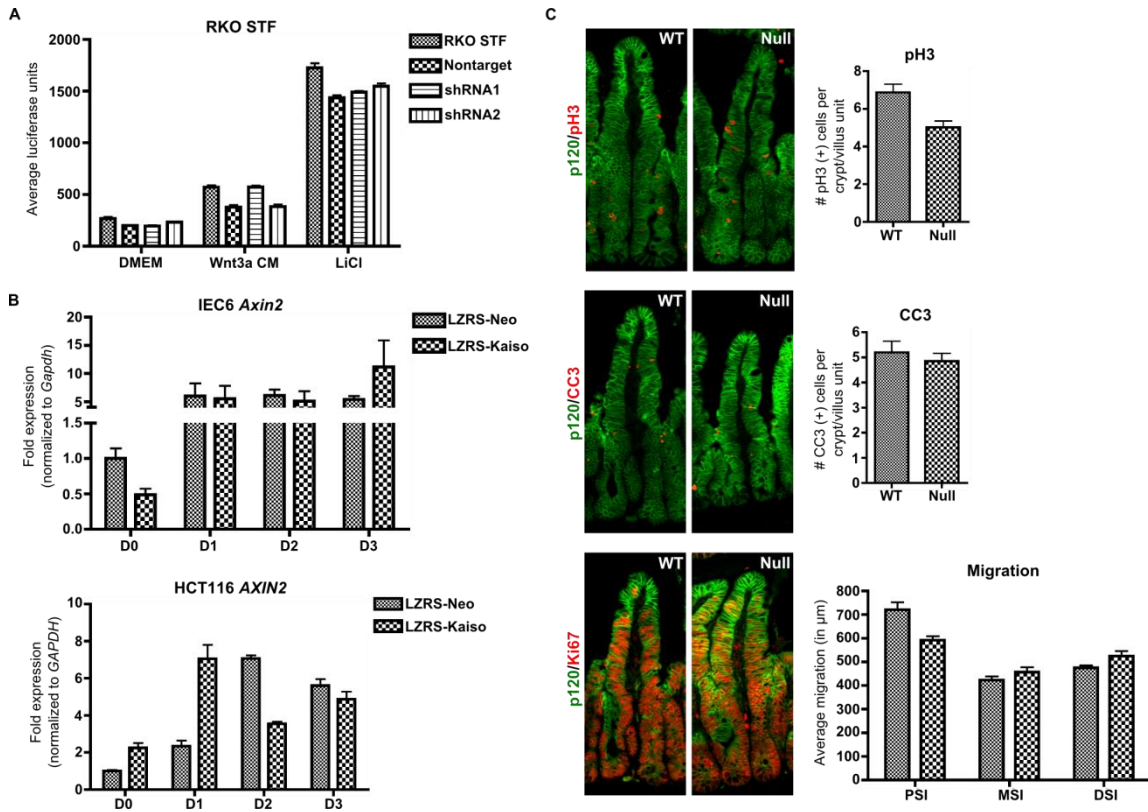 A
RKO STF
Average luciferase units
2000
1500
1000
500
0
DMEM
Wnt3a CM
LiCl
RKO STF
Nontarget
shRNA1
shRNA2
B
IEC6 Axin2
Fold expression
(normalized to Gapdh)
20
15
10
5
1.5
1.0
0.5
0.0
D0
D1
D2
D3
LZRS-Neo
LZRS-Kaiso
HCT116 AXIN2
Fold expression
(normalized to GAPDH)
10
8
6
4
2
0
D0
D1
D2
D3
LZRS-Neo
LZRS-Kaiso
C
p120/pH3
WT
Null
pH3
# pH3 (+) cells per
crypt/villus unit
8
6
4
2
0
WT
Null
p120/CC3
WT
Null
CC3
# CC3 (+) cells per
crypt/villus unit
6
5
4
3
2
1
0
WT
Null
p120/Ki67
WT
Null
Migration
Average migration (in µm)
800
700
600
500
400
300
200
100
0
PSI
MSI
DSI